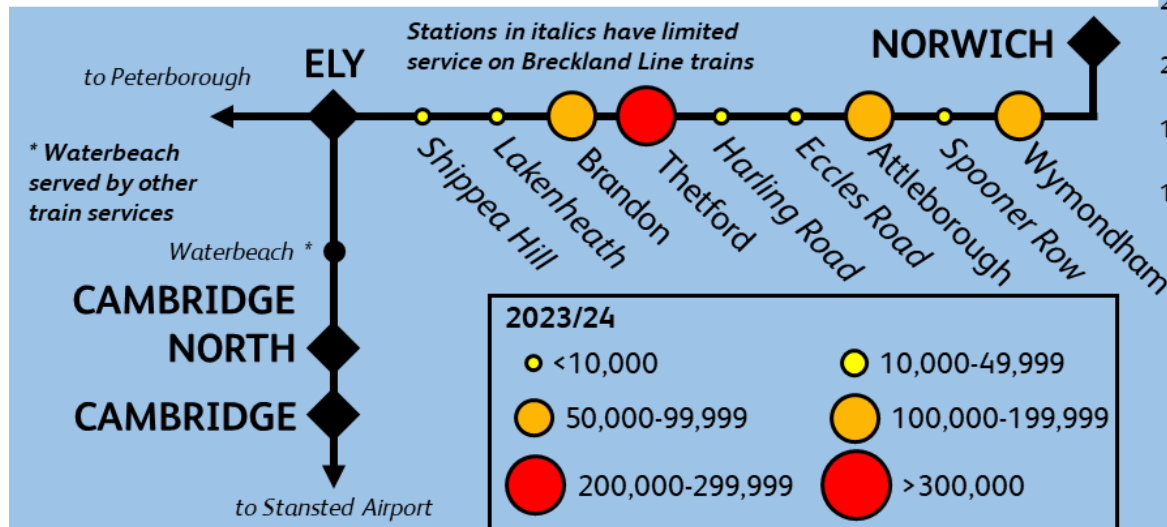 Stations in italics have limited
service on Breckland Line trains
NORWICH
ELY
to Peterborough
* Waterbeach
served by other
train services
Shippea Hill
Lakenheath
Brandon
Thetford
Harling Road
Eccles Road
Attleborough
Spooner Row
Wymondham
Waterbeach *
CAMBRIDGE
NORTH
CAMBRIDGE
to Stansted Airport
2023/24
<10,000
10,000-49,999
50,000-99,999
100,000-199,999
200,000-299,999
>300,000